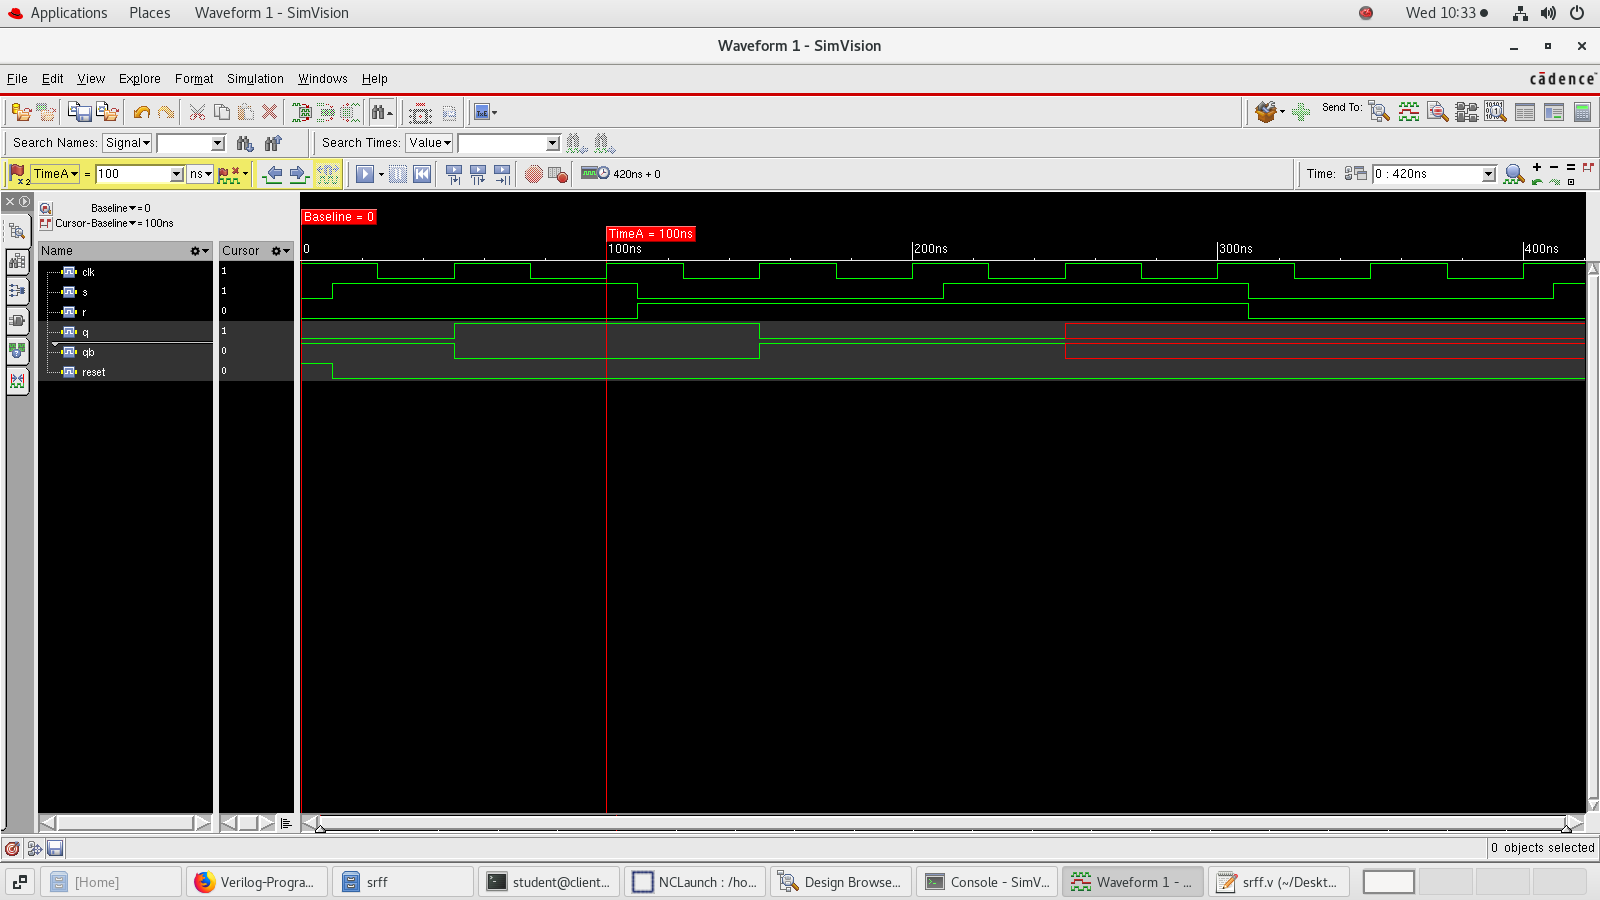 Applications Places Waveform 1 - SimVision Wed 10:33
Waveform 1 - SimVision
File Edit View Explore Format Simulation Windows Help cādence
Send To:
Search Names: Signal Search Times: Value
TimeA = 100 ns 420ns + 0 Time: 0 : 420ns
Baseline = 0
Cursor-Baseline = 100ns
Baseline = 0
TimeA = 100ns
Name Cursor 0 100ns 200ns 300ns 400ns
clk 1
s 1
r 0
q 1
qb 0
reset 0
0 objects selected
[Home] Verilog-Progra... srff student@client... NCLaunch : /ho... Design Browse... Console - SimV... Waveform 1 - ... srff.v (~/Deskt...